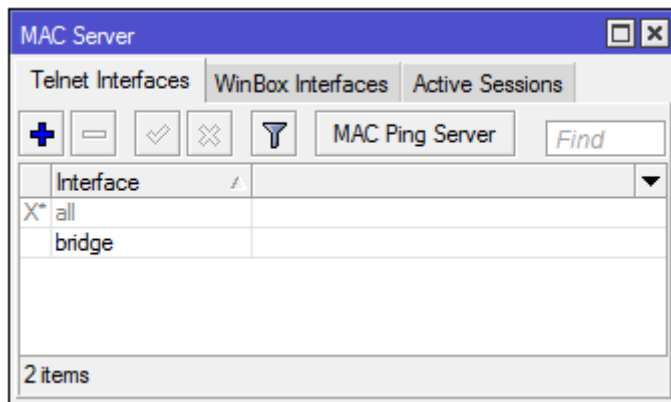 MAC Server
Telnet Interfaces WinBox Interfaces Active Sessions
MAC Ping Server Find
Interface
X* all
bridge
2 items